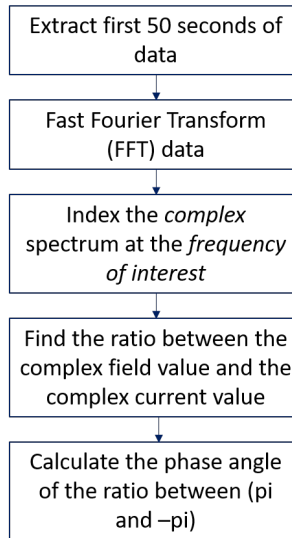 Extract first 50 seconds of
data
Fast Fourier Transform
(FFT) data
Index the complex
spectrum at the frequency
of interest
Find the ratio between the
complex field value and the
complex current value
Calculate the phase angle
of the ratio between (pi
and –pi)